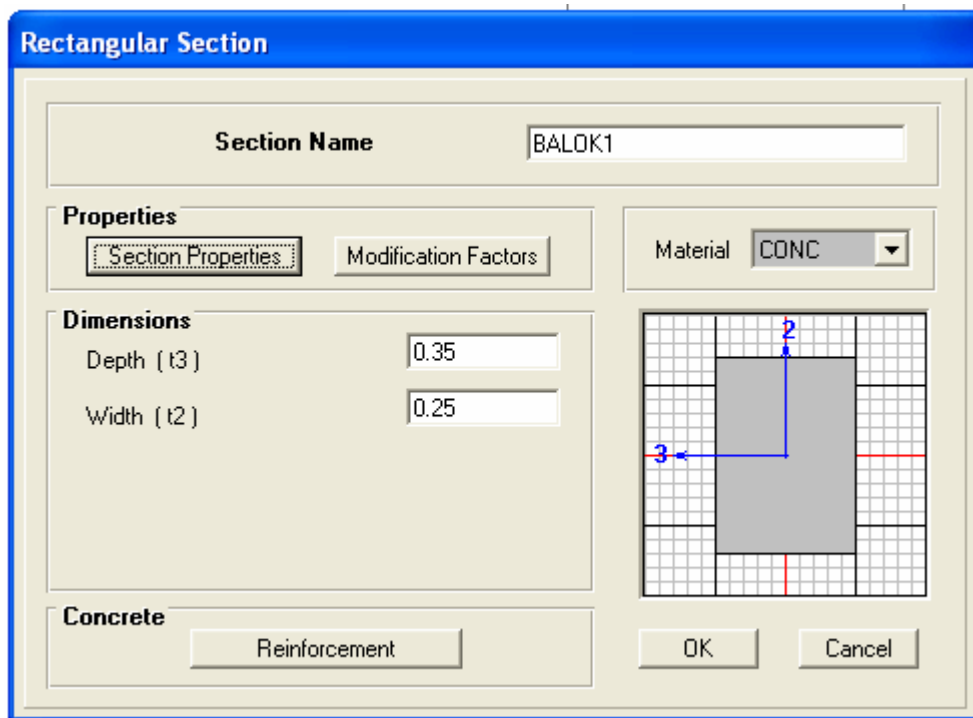 Rectangular Section
Section Name BALOK1
Properties
Section Properties Modification Factors
Material CONC
Dimensions
Depth ( t3 ) 0.35
Width ( t2 ) 0.25
2
3
Concrete
Reinforcement
OK Cancel